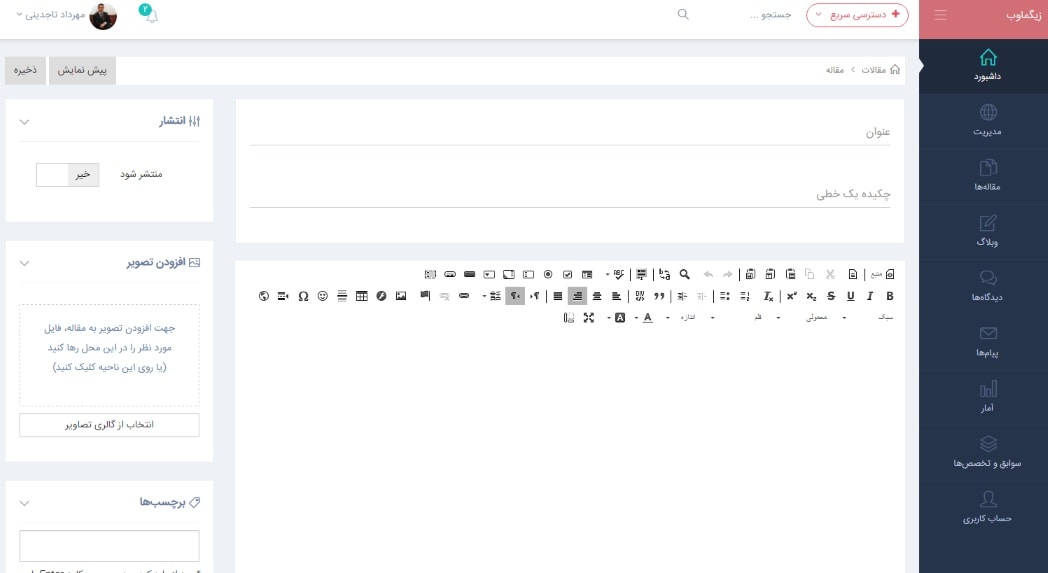 زیگماوب
دسترسی سریع
جستجو ...
۲
مهرداد تاجدینی
داشبورد
مدیریت
مقاله‌ها
وبلاگ
دیدگاه‌ها
پیام‌ها
آمار
سوابق و تخصص‌ها
حساب کاربری
مقالات
مقاله
پیش نمایش
ذخیره
عنوان
چکیده یک خطی
منبع
سبک
معمولی
قلم
اندازه
انتشار
منتشر شود
خیر
افزودن تصویر
جهت افزودن تصویر به مقاله، فایل
مورد نظر را در این محل رها کنید
(یا روی این ناحیه کلیک کنید)
انتخاب از گالری تصاویر
برچسب‌ها